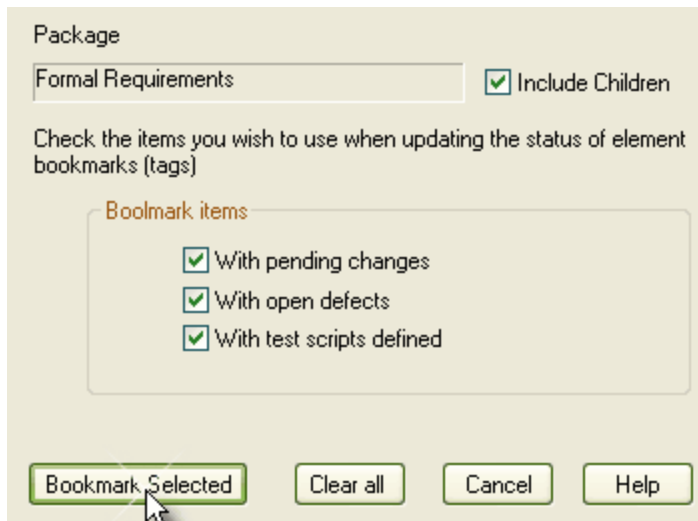 Package
Formal Requirements
Include Children
Check the items you wish to use when updating the status of element
bookmarks (tags)
Boolmark items
With pending changes
With open defects
With test scripts defined
Bookmark Selected
Clear all
Cancel
Help